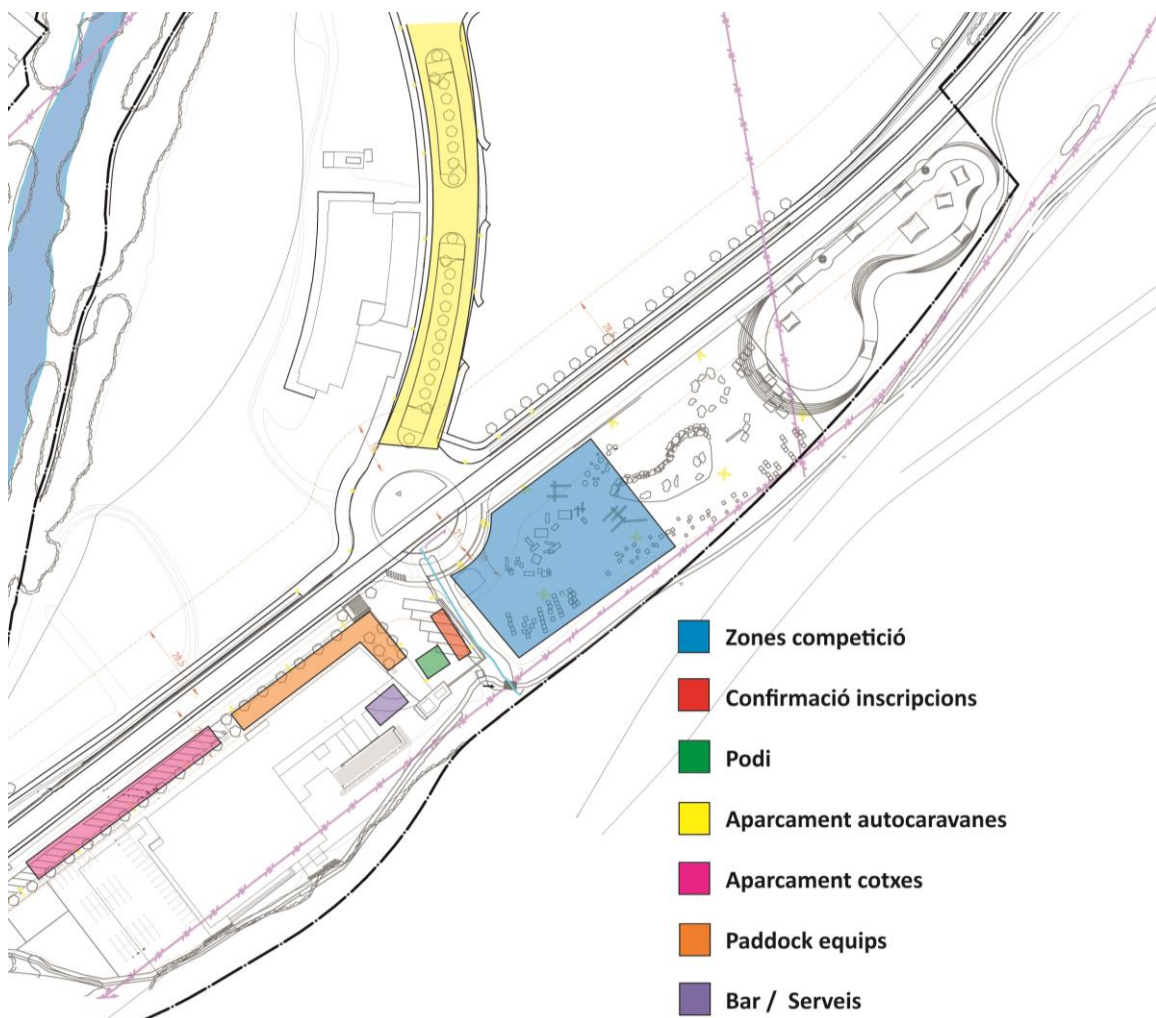 Zones competició
Confirmació inscripcions
Podi
Aparcament autocaravanes
Aparcament cotxes
Paddock equips
Bar / Serveis